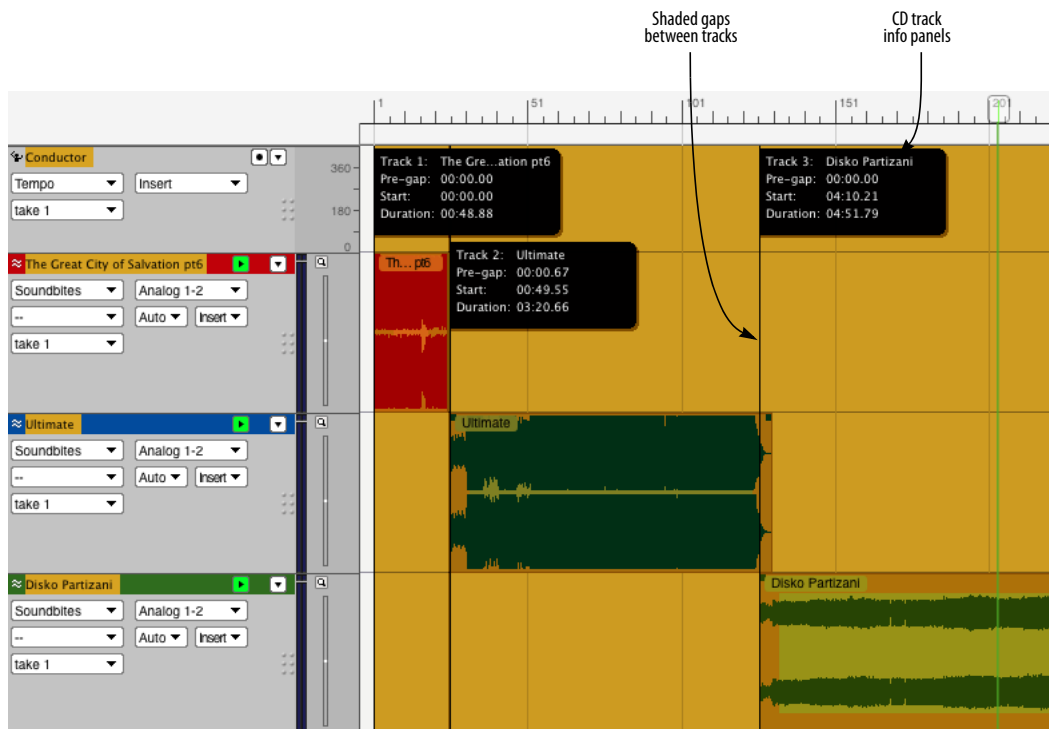 Shaded gaps
between tracks
CD track
info panels
1
51
101
151
201
Conductor
Tempo
Insert
take 1
360
180
0
Track 1: The Gre...ation pt6
Pre-gap: 00:00.00
Start: 00:00.00
Duration: 00:48.88
Track 3: Disko Partizani
Pre-gap: 00:00.00
Start: 04:10.21
Duration: 04:51.79
The Great City of Salvation pt6
Soundbites
Analog 1-2
--
Auto
Insert
take 1
Th... pt6
Track 2: Ultimate
Pre-gap: 00:00.67
Start: 00:49.55
Duration: 03:20.66
Ultimate
Soundbites
Analog 1-2
--
Auto
Insert
take 1
Ultimate
Disko Partizani
Soundbites
Analog 1-2
--
Auto
Insert
take 1
Disko Partizani